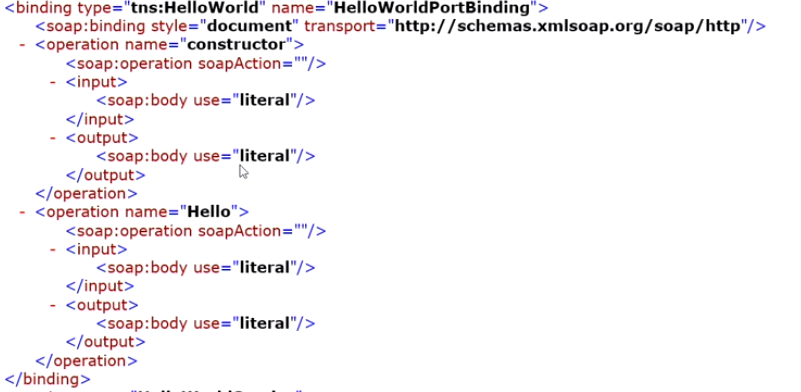 <binding type="tns:HelloWorld" name="HelloWorldPortBinding">
<soap:binding style="document" transport="http://schemas.xmlsoap.org/soap/http"/>
- <operation name="constructor">
<soap:operation soapAction=""/>
- <input>
<soap:body use="literal"/>
</input>
- <output>
<soap:body use="literal"/>
</output>
</operation>
- <operation name="Hello">
<soap:operation soapAction=""/>
- <input>
<soap:body use="literal"/>
</input>
- <output>
<soap:body use="literal"/>
</output>
</operation>
</binding>